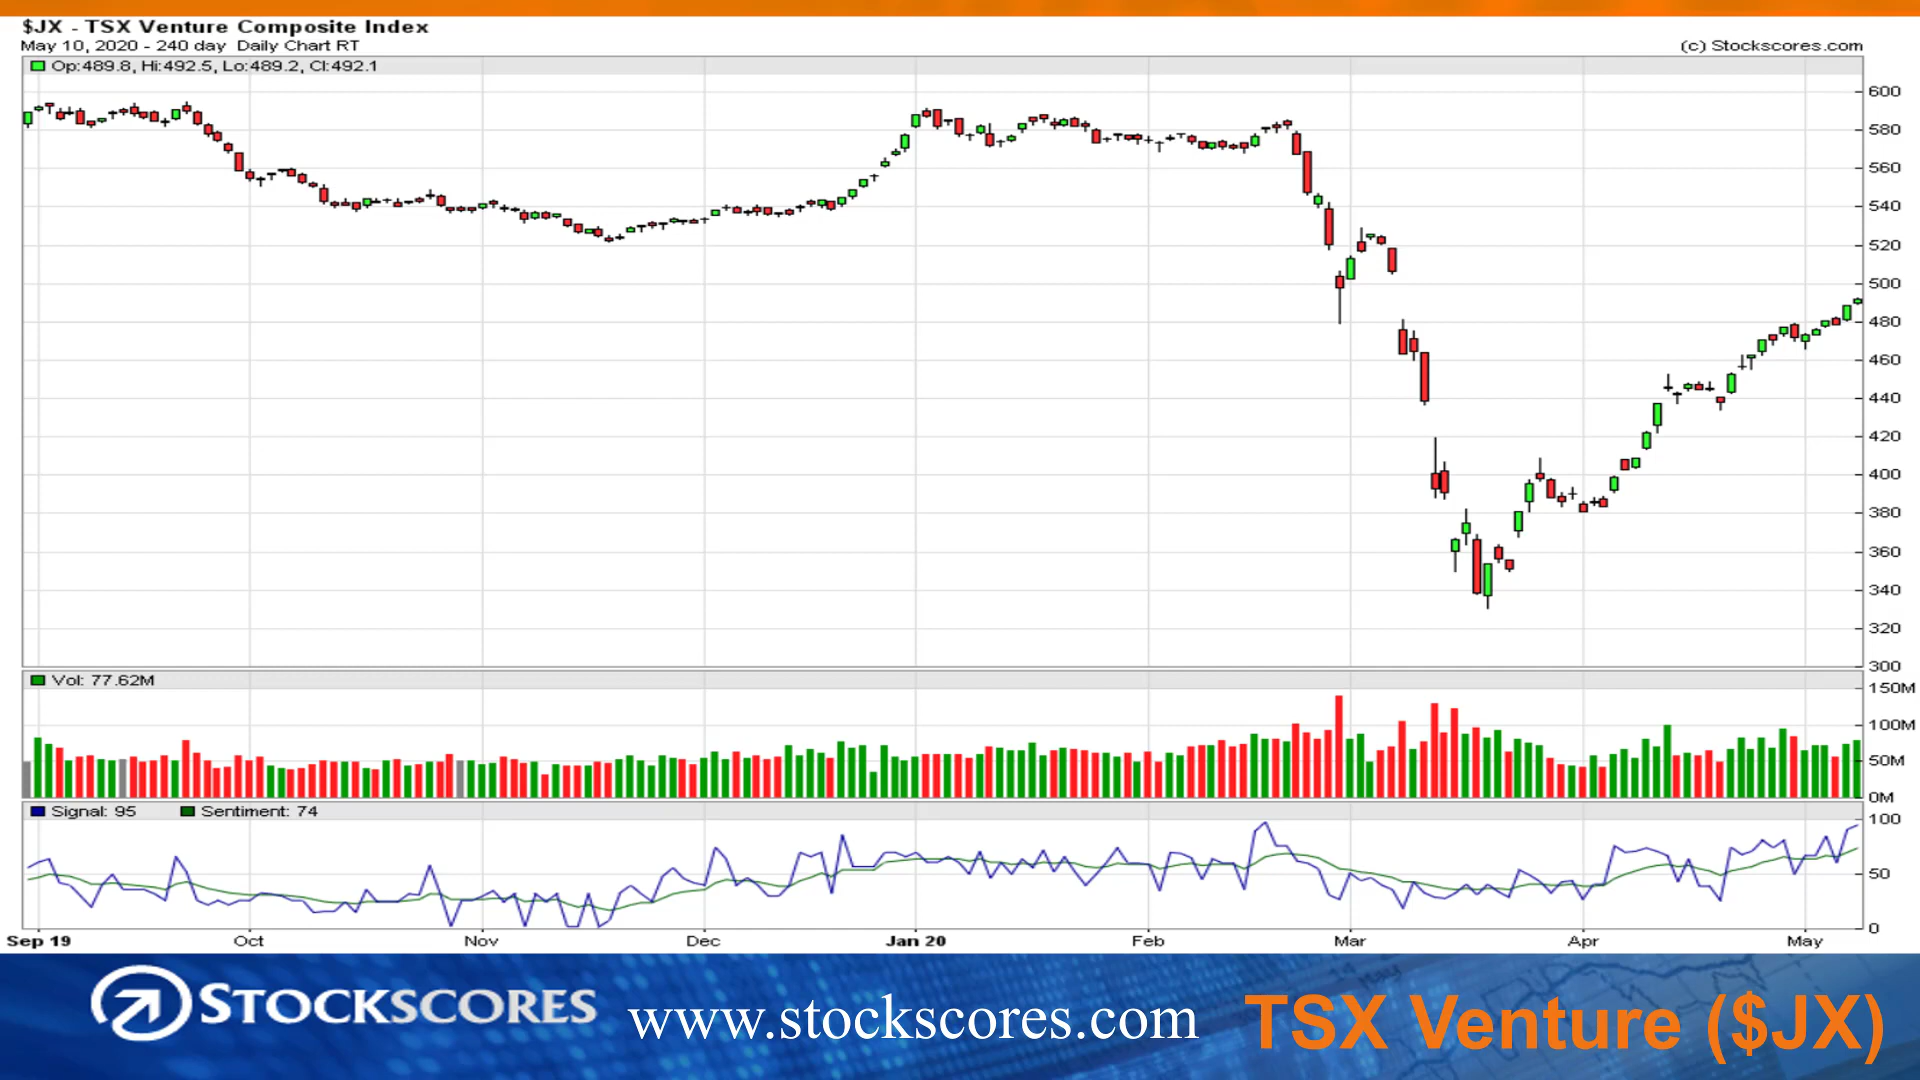 $JX - TSX Venture Composite Index
May 10, 2020 - 240 day Daily Chart RT
(c) Stockscores.com
Op:489.8, Hi:492.5, Lo:489.2, Cl:492.1
600
580
560
540
520
500
480
460
440
420
400
380
360
340
320
300
Vol: 77.62M
150M
100M
50M
0M
Signal: 95 Sentiment: 74
100
50
0
Sep 19 Oct Nov Dec Jan 20 Feb Mar Apr May
STOCKSCORES www.stockscores.com TSX Venture ($JX)